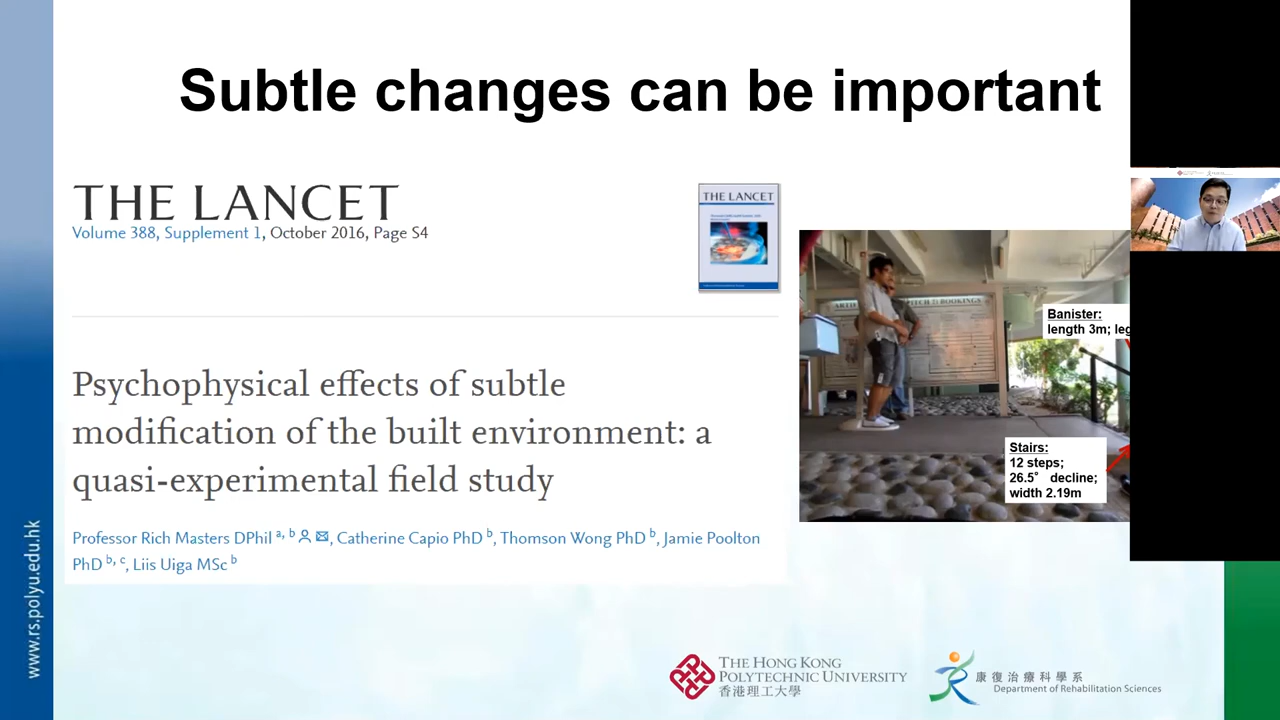 Subtle changes can be important
THE LANCET
Volume 388, Supplement 1, October 2016, Page S4
THE LANCET
Psychophysical effects of subtle
modification of the built environment: a
quasi-experimental field study
Professor Rich Masters DPhil a, b, Catherine Capio PhD b, Thomson Wong PhD b, Jamie Poolton
PhD b, c, Liis Uiga MSc b
PITCH BOOKINGS
Banister:
length 3m; leg
Stairs:
12 steps;
26.5° decline;
width 2.19m
www.rs.polyu.edu.hk
THE HONG KONG
POLYTECHNIC UNIVERSITY
香港理工大學
康復治療科學系
Department of Rehabilitation Sciences